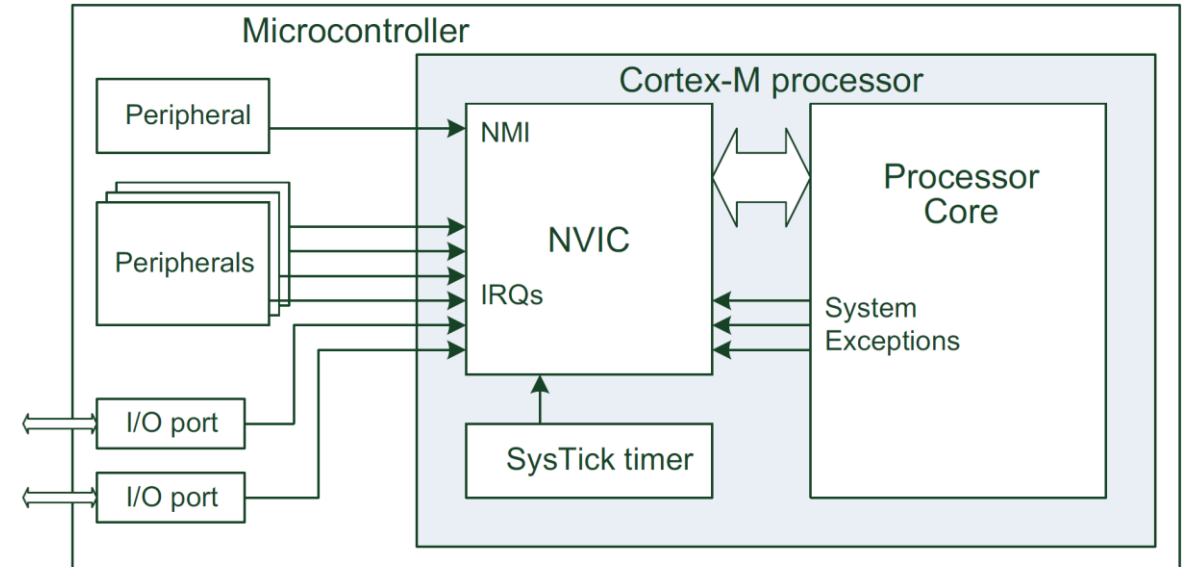 Microcontroller
Cortex-M processor
Peripheral
NMI
Processor
Core
NVIC
Peripherals
IRQs
System
Exceptions
I/O port
SysTick timer
I/O port